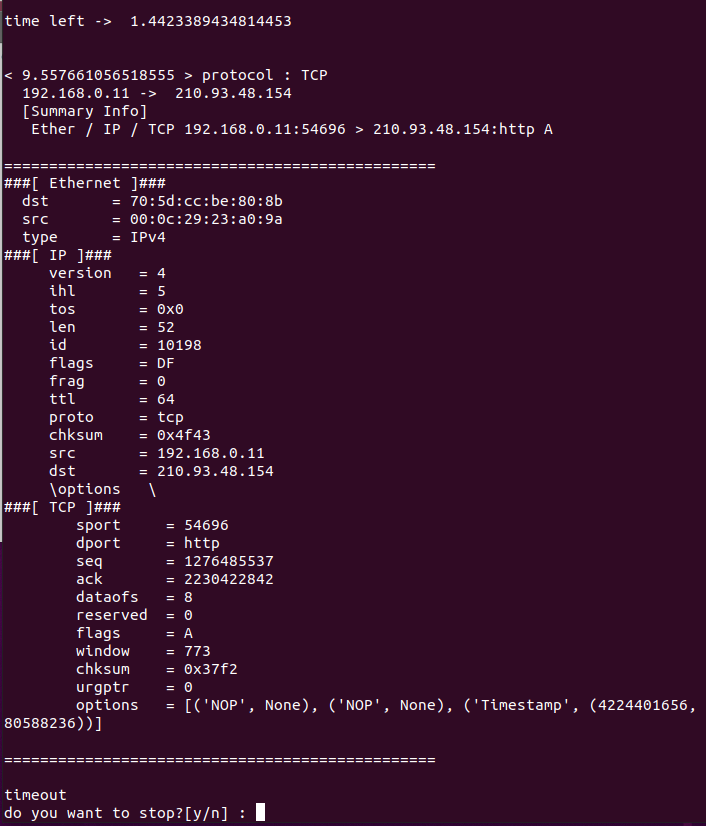 time left ->  1.4423389434814453
< 9.557661056518555 > protocol : TCP
  192.168.0.11 ->  210.93.48.154
  [Summary Info]
   Ether / IP / TCP 192.168.0.11:54696 > 210.93.48.154:http A
================================================
###[ Ethernet ]###
  dst       = 70:5d:cc:be:80:8b
  src       = 00:0c:29:23:a0:9a
  type      = IPv4
###[ IP ]###
     version   = 4
     ihl       = 5
     tos       = 0x0
     len       = 52
     id        = 10198
     flags     = DF
     frag      = 0
     ttl       = 64
     proto     = tcp
     chksum    = 0x4f43
     src       = 192.168.0.11
     dst       = 210.93.48.154
     \options   \
###[ TCP ]###
        sport     = 54696
        dport     = http
        seq       = 1276485537
        ack       = 2230422842
        dataofs   = 8
        reserved  = 0
        flags     = A
        window    = 773
        chksum    = 0x37f2
        urgptr    = 0
        options   = [('NOP', None), ('NOP', None), ('Timestamp', (4224401656,
80588236))]
================================================
timeout
do you want to stop?[y/n] :